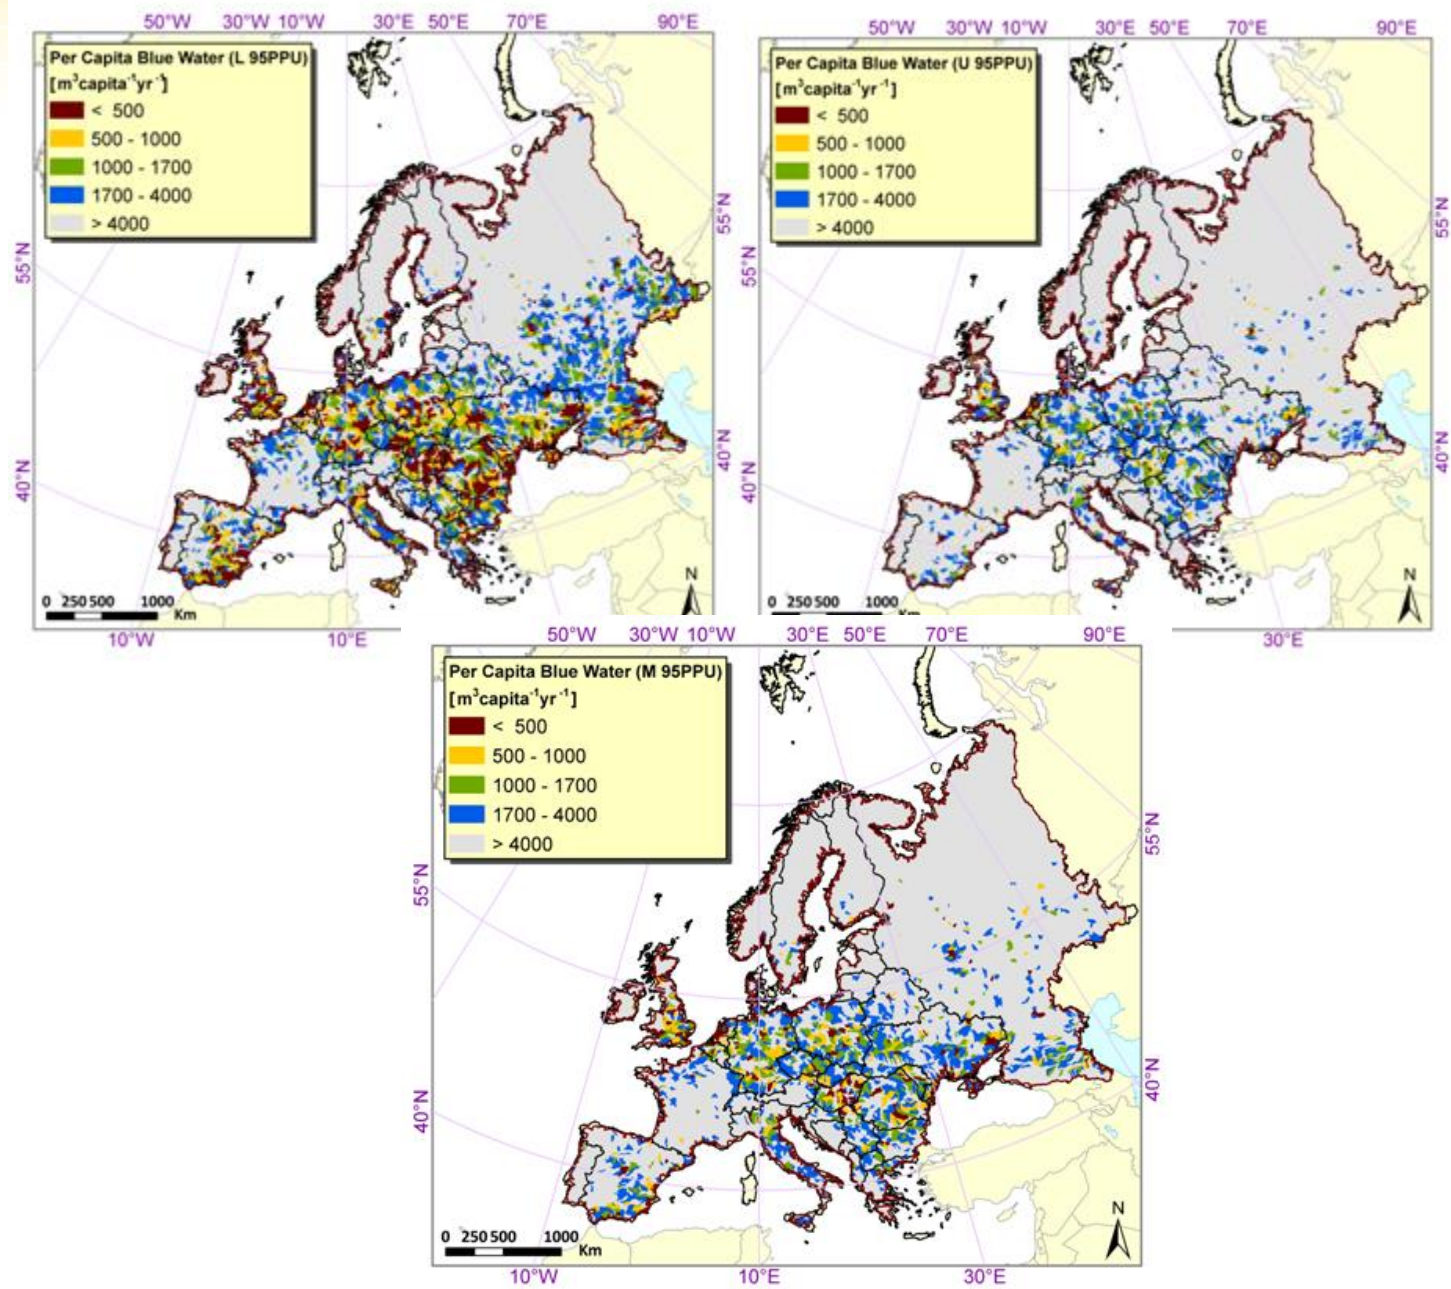 50°W 30°W 10°W 30°E 50°E 70°E 90°E
Per Capita Blue Water (L 95PPU)
[m³capita⁻¹yr⁻¹]
< 500
500 - 1000
1000 - 1700
1700 - 4000
> 4000
55°N
40°N
55°N
40°N
N
0 250 500 1000
Km
10°W 10°E
50°W 30°W 10°W 30°E 50°E 70°E 90°E
Per Capita Blue Water (U 95PPU)
[m³capita⁻¹yr⁻¹]
< 500
500 - 1000
1000 - 1700
1700 - 4000
> 4000
55°N
40°N
55°N
40°N
N
0 250 500 1000
30°E
50°W 30°W 10°W 30°E 50°E 70°E 90°E
Per Capita Blue Water (M 95PPU)
[m³capita⁻¹yr⁻¹]
< 500
500 - 1000
1000 - 1700
1700 - 4000
> 4000
55°N
40°N
55°N
40°N
N
0 250 500 1000
Km
10°W 10°E 30°E